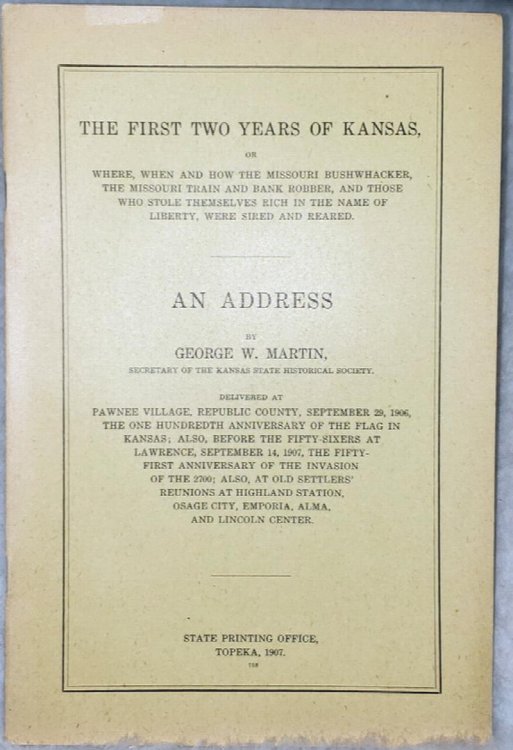 THE FIRST TWO YEARS OF KANSAS,
OR
WHERE, WHEN AND HOW THE MISSOURI BUSHWHACKER,
THE MISSOURI TRAIN AND BANK ROBBER, AND THOSE
WHO STOLE THEMSELVES RICH IN THE NAME OF
LIBERTY, WERE SIRED AND REARED.
AN ADDRESS
BY
GEORGE W. MARTIN,
SECRETARY OF THE KANSAS STATE HISTORICAL SOCIETY.
DELIVERED AT
PAWNEE VILLAGE, REPUBLIC COUNTY, SEPTEMBER 29, 1906,
THE ONE HUNDREDTH ANNIVERSARY OF THE FLAG IN
KANSAS; ALSO, BEFORE THE FIFTY-SIXERS AT
LAWRENCE, SEPTEMBER 14, 1907, THE FIFTY-
FIRST ANNIVERSARY OF THE INVASION
OF THE 2700; ALSO, AT OLD SETTLERS'
REUNIONS AT HIGHLAND STATION,
OSAGE CITY, EMPORIA, ALMA,
AND LINCOLN CENTER.
STATE PRINTING OFFICE,
TOPEKA, 1907.